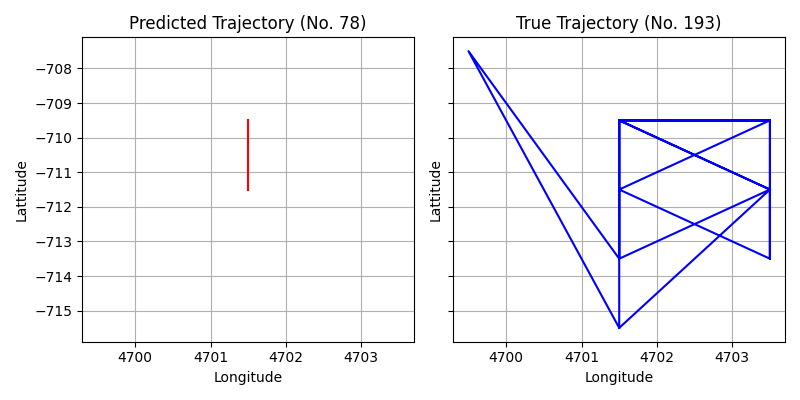 Predicted Trajectory (No. 78)
−708
−709
−710
−711
−712
−713
−714
−715
Lattitude
4700
4701
4702
4703
Longitude
True Trajectory (No. 193)
Lattitude
4700
4701
4702
4703
Longitude